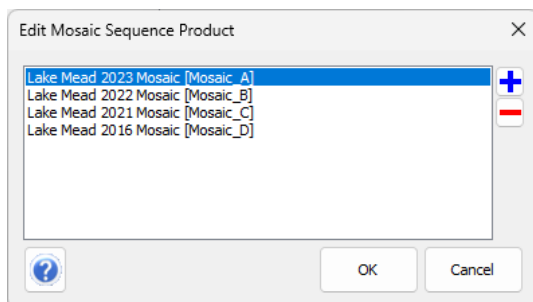 Edit Mosaic Sequence Product
Lake Mead 2023 Mosaic [Mosaic_A]
Lake Mead 2022 Mosaic [Mosaic_B]
Lake Mead 2021 Mosaic [Mosaic_C]
Lake Mead 2016 Mosaic [Mosaic_D]
OK
Cancel